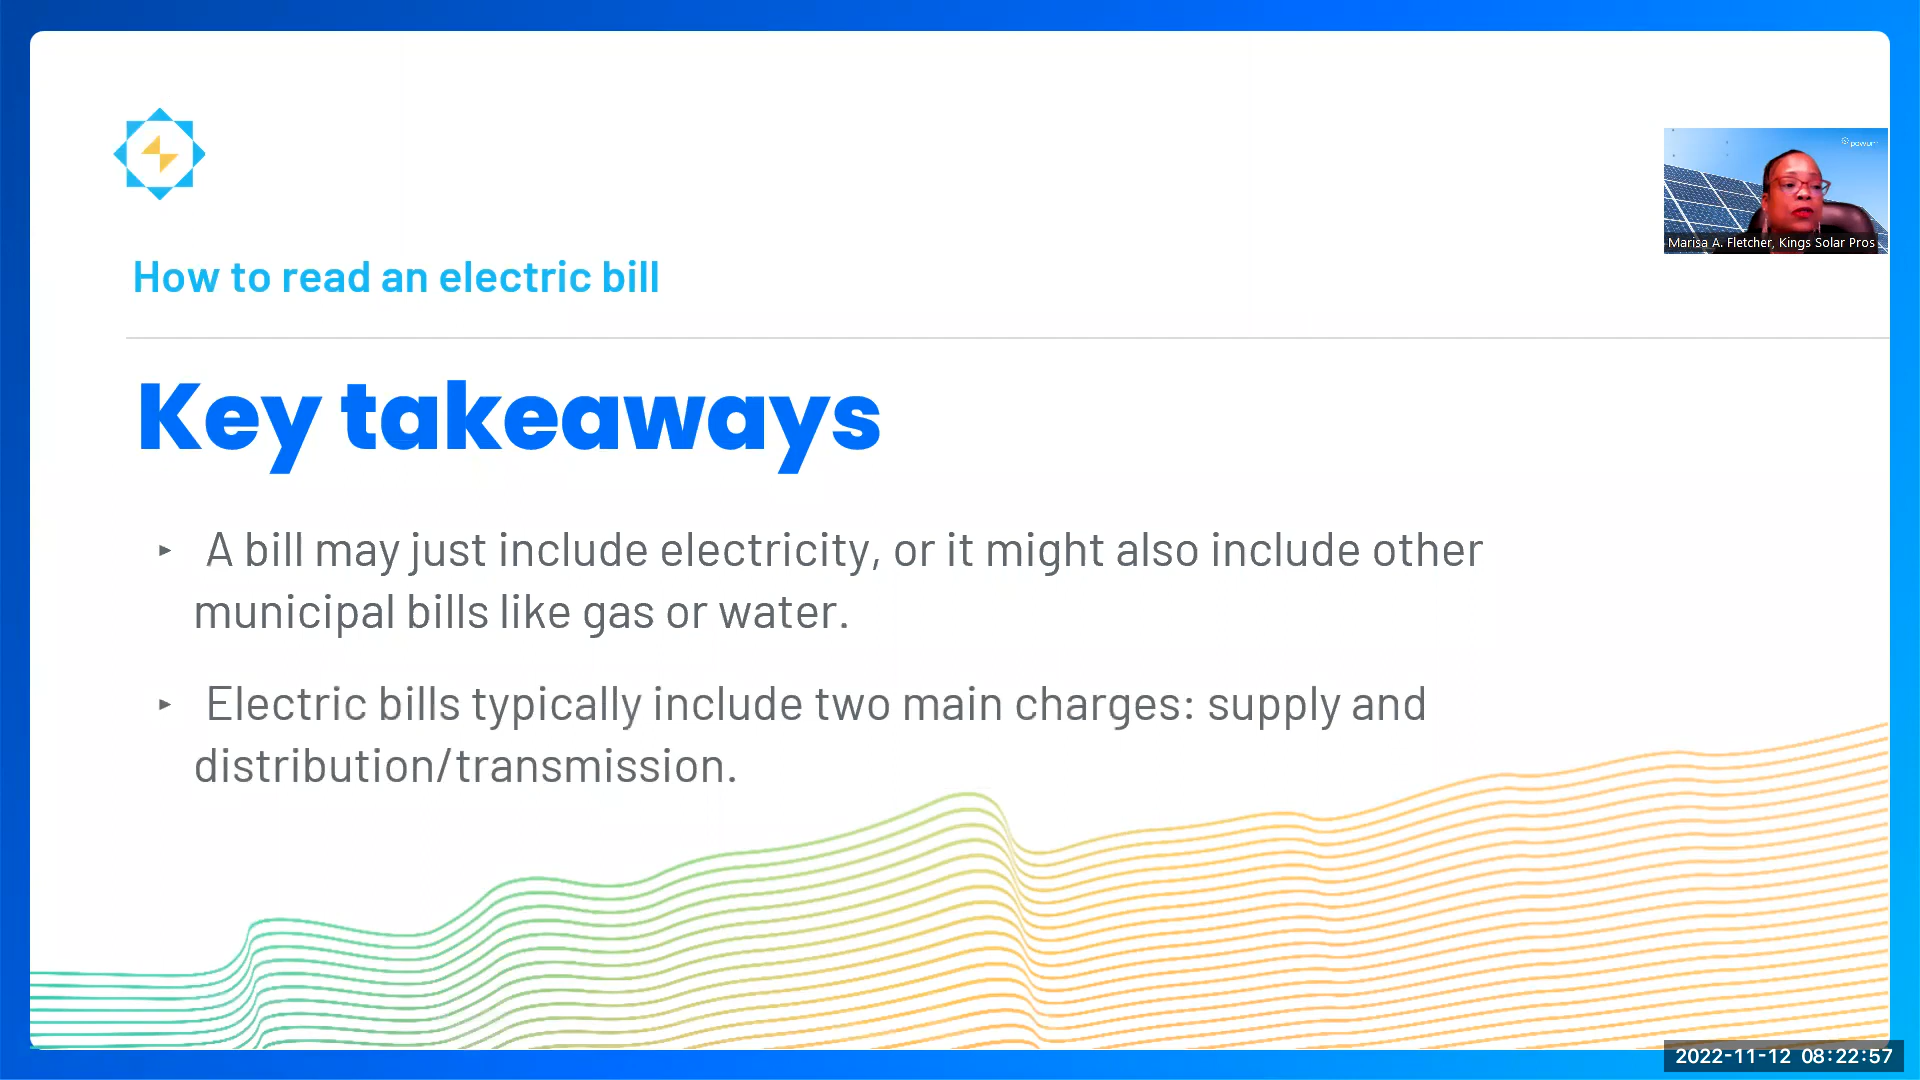 powur
Marisa A. Fletcher, Kings Solar Pros
How to read an electric bill
Key takeaways
‣ A bill may just include electricity, or it might also include other
municipal bills like gas or water.
‣ Electric bills typically include two main charges: supply and
distribution/transmission.
2022-11-12 08:22:57